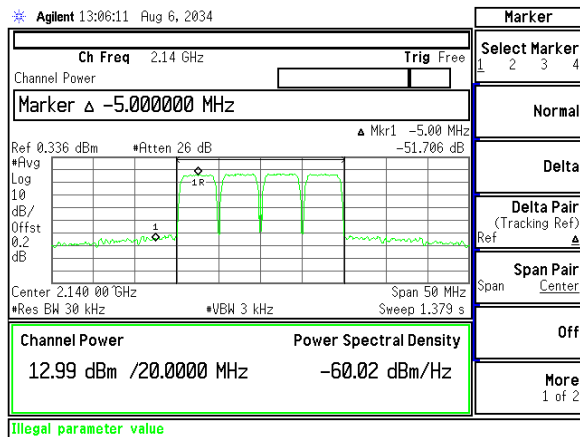 Agilent 13:06:11 Aug 6, 2034
Marker
Ch Freq 2.14 GHz
Trig Free
Channel Power
Marker Δ -5.000000 MHz
Δ Mkr1 -5.00 MHz
Ref 0.336 dBm #Atten 26 dB -51.706 dB
#Avg
Log
10
dB/
Offst
0.2
dB
1R
1
Center 2.140 00 GHz Span 50 MHz
#Res BW 30 kHz #VBW 3 kHz Sweep 1.379 s
Channel Power Power Spectral Density
12.99 dBm /20.0000 MHz -60.02 dBm/Hz
Illegal parameter value
Select Marker
1 2 3 4
Normal
Delta
Delta Pair
(Tracking Ref)
Ref Δ
Span Pair
Span Center
Off
More
1 of 2